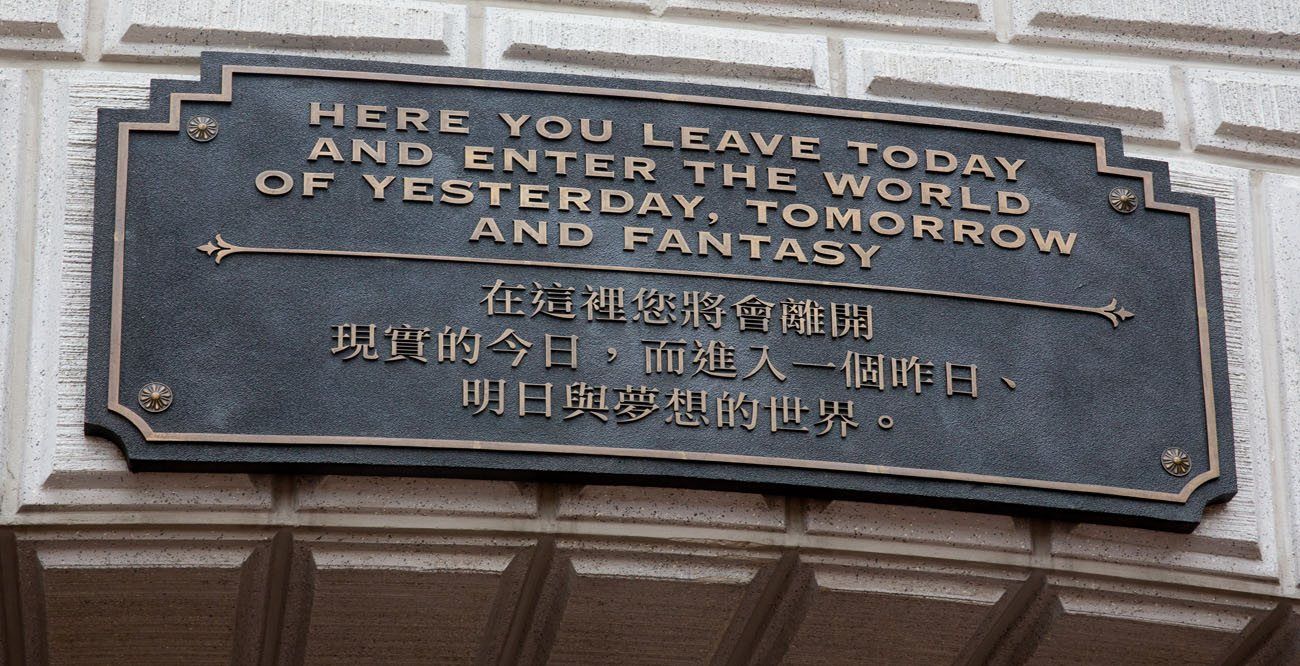 HERE YOU LEAVE TODAY
AND ENTER THE WORLD
OF YESTERDAY, TOMORROW
AND FANTASY
在這裡您將會離開
現實的今日，而進入一個昨日、
明日與夢想的世界。